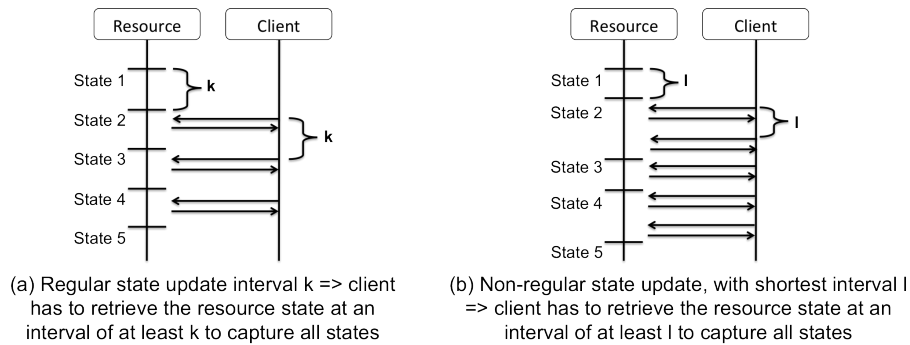 Resource Client
State 1
k
State 2
k
State 3
State 4
State 5
(a) Regular state update interval k => client
has to retrieve the resource state at an
interval of at least k to capture all states
Resource Client
State 1
l
State 2
l
State 3
State 4
State 5
(b) Non-regular state update, with shortest interval l
=> client has to retrieve the resource state at an
interval of at least l to capture all states